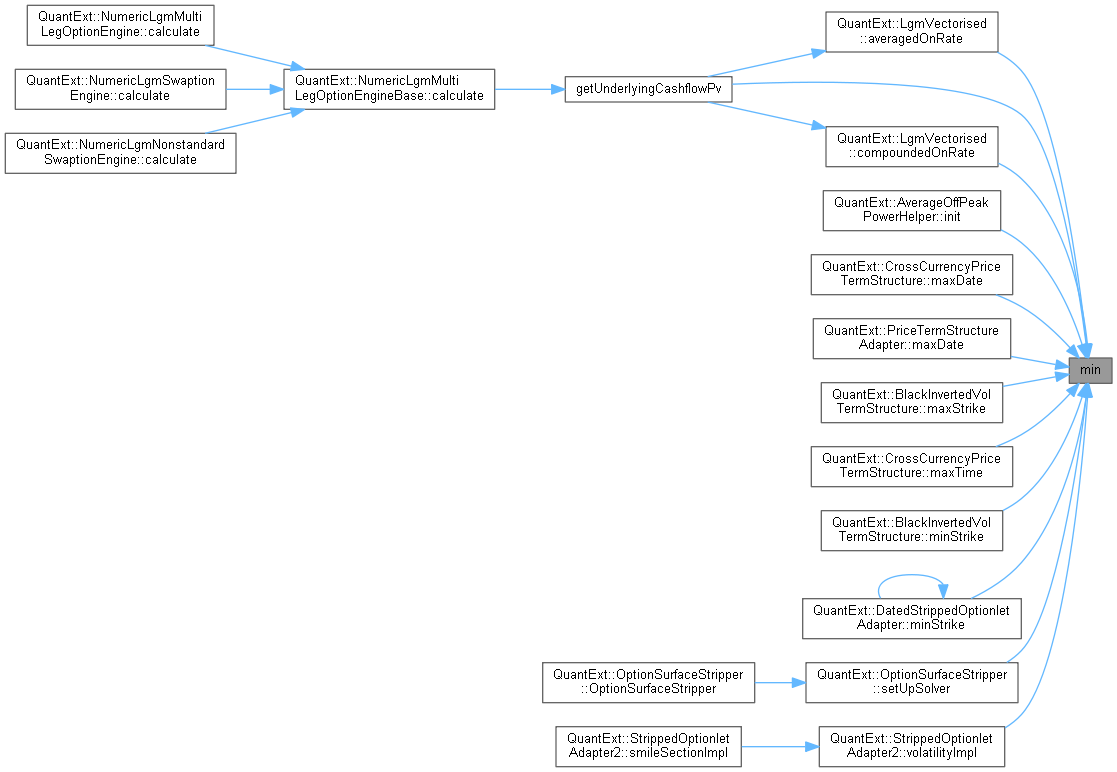 QuantExt::NumericLgmMulti
LegOptionEngine::calculate
QuantExt::NumericLgmSwaption
Engine::calculate
QuantExt::NumericLgmNonstandard
SwaptionEngine::calculate
QuantExt::NumericLgmMulti
LegOptionEngineBase::calculate
getUnderlyingCashflowPv
QuantExt::LgmVectorised
::averagedOnRate
QuantExt::LgmVectorised
::compoundedOnRate
QuantExt::AverageOffPeak
PowerHelper::init
QuantExt::CrossCurrencyPrice
TermStructure::maxDate
QuantExt::PriceTermStructure
Adapter::maxDate
QuantExt::BlackInvertedVol
TermStructure::maxStrike
QuantExt::CrossCurrencyPrice
TermStructure::maxTime
QuantExt::BlackInvertedVol
TermStructure::minStrike
QuantExt::DatedStrippedOptionlet
Adapter::minStrike
QuantExt::OptionSurfaceStripper
::OptionSurfaceStripper
QuantExt::OptionSurfaceStripper
::setUpSolver
QuantExt::StrippedOptionlet
Adapter2::smileSectionImpl
QuantExt::StrippedOptionlet
Adapter2::volatilityImpl
min